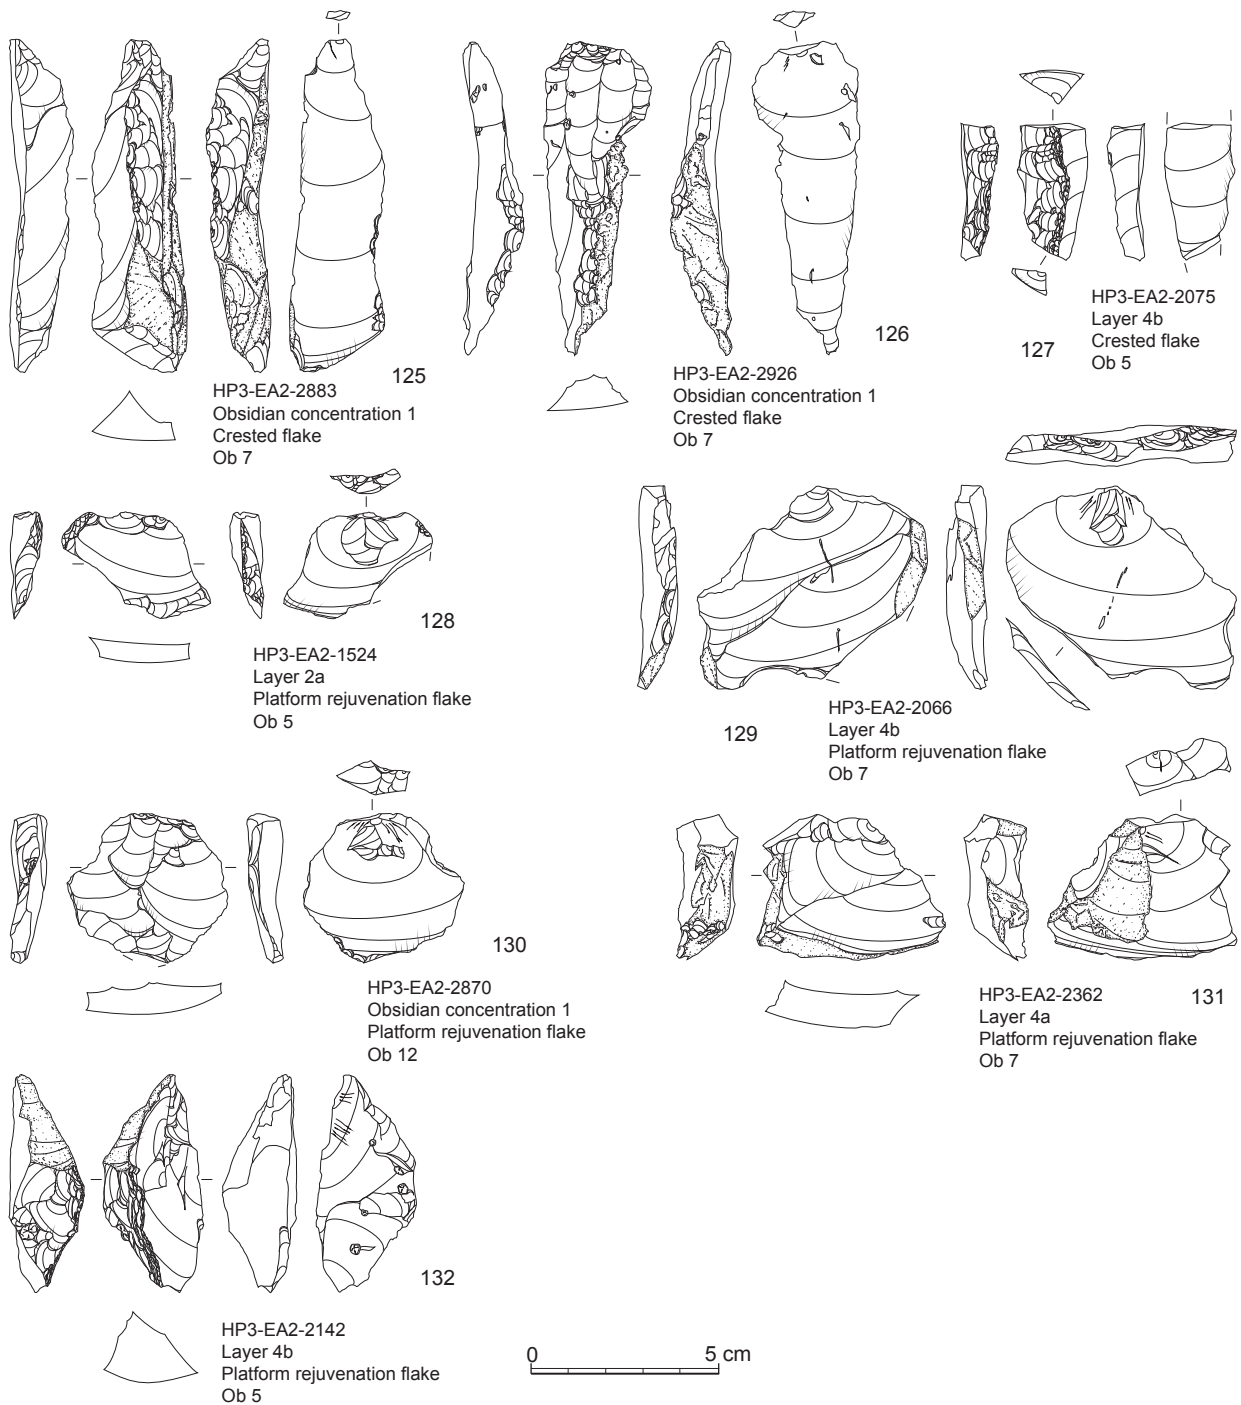 125
HP3-EA2-2883
Obsidian concentration 1
Crested flake
Ob 7
126
HP3-EA2-2926
Obsidian concentration 1
Crested flake
Ob 7
127
HP3-EA2-2075
Layer 4b
Crested flake
Ob 5
128
HP3-EA2-1524
Layer 2a
Platform rejuvenation flake
Ob 5
129
HP3-EA2-2066
Layer 4b
Platform rejuvenation flake
Ob 7
130
HP3-EA2-2870
Obsidian concentration 1
Platform rejuvenation flake
Ob 12
131
HP3-EA2-2362
Layer 4a
Platform rejuvenation flake
Ob 7
132
HP3-EA2-2142
Layer 4b
Platform rejuvenation flake
Ob 5
0 5 cm